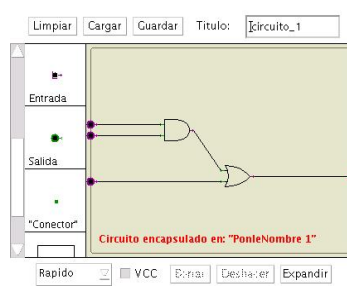 Limpiar Cargar Guardar Titulo: circuito_1
Entrada
Salida
"Conector"
Circuito encapsulado en: "PonleNombre 1"
Rapido VCC Borrar Deshacer Expandir